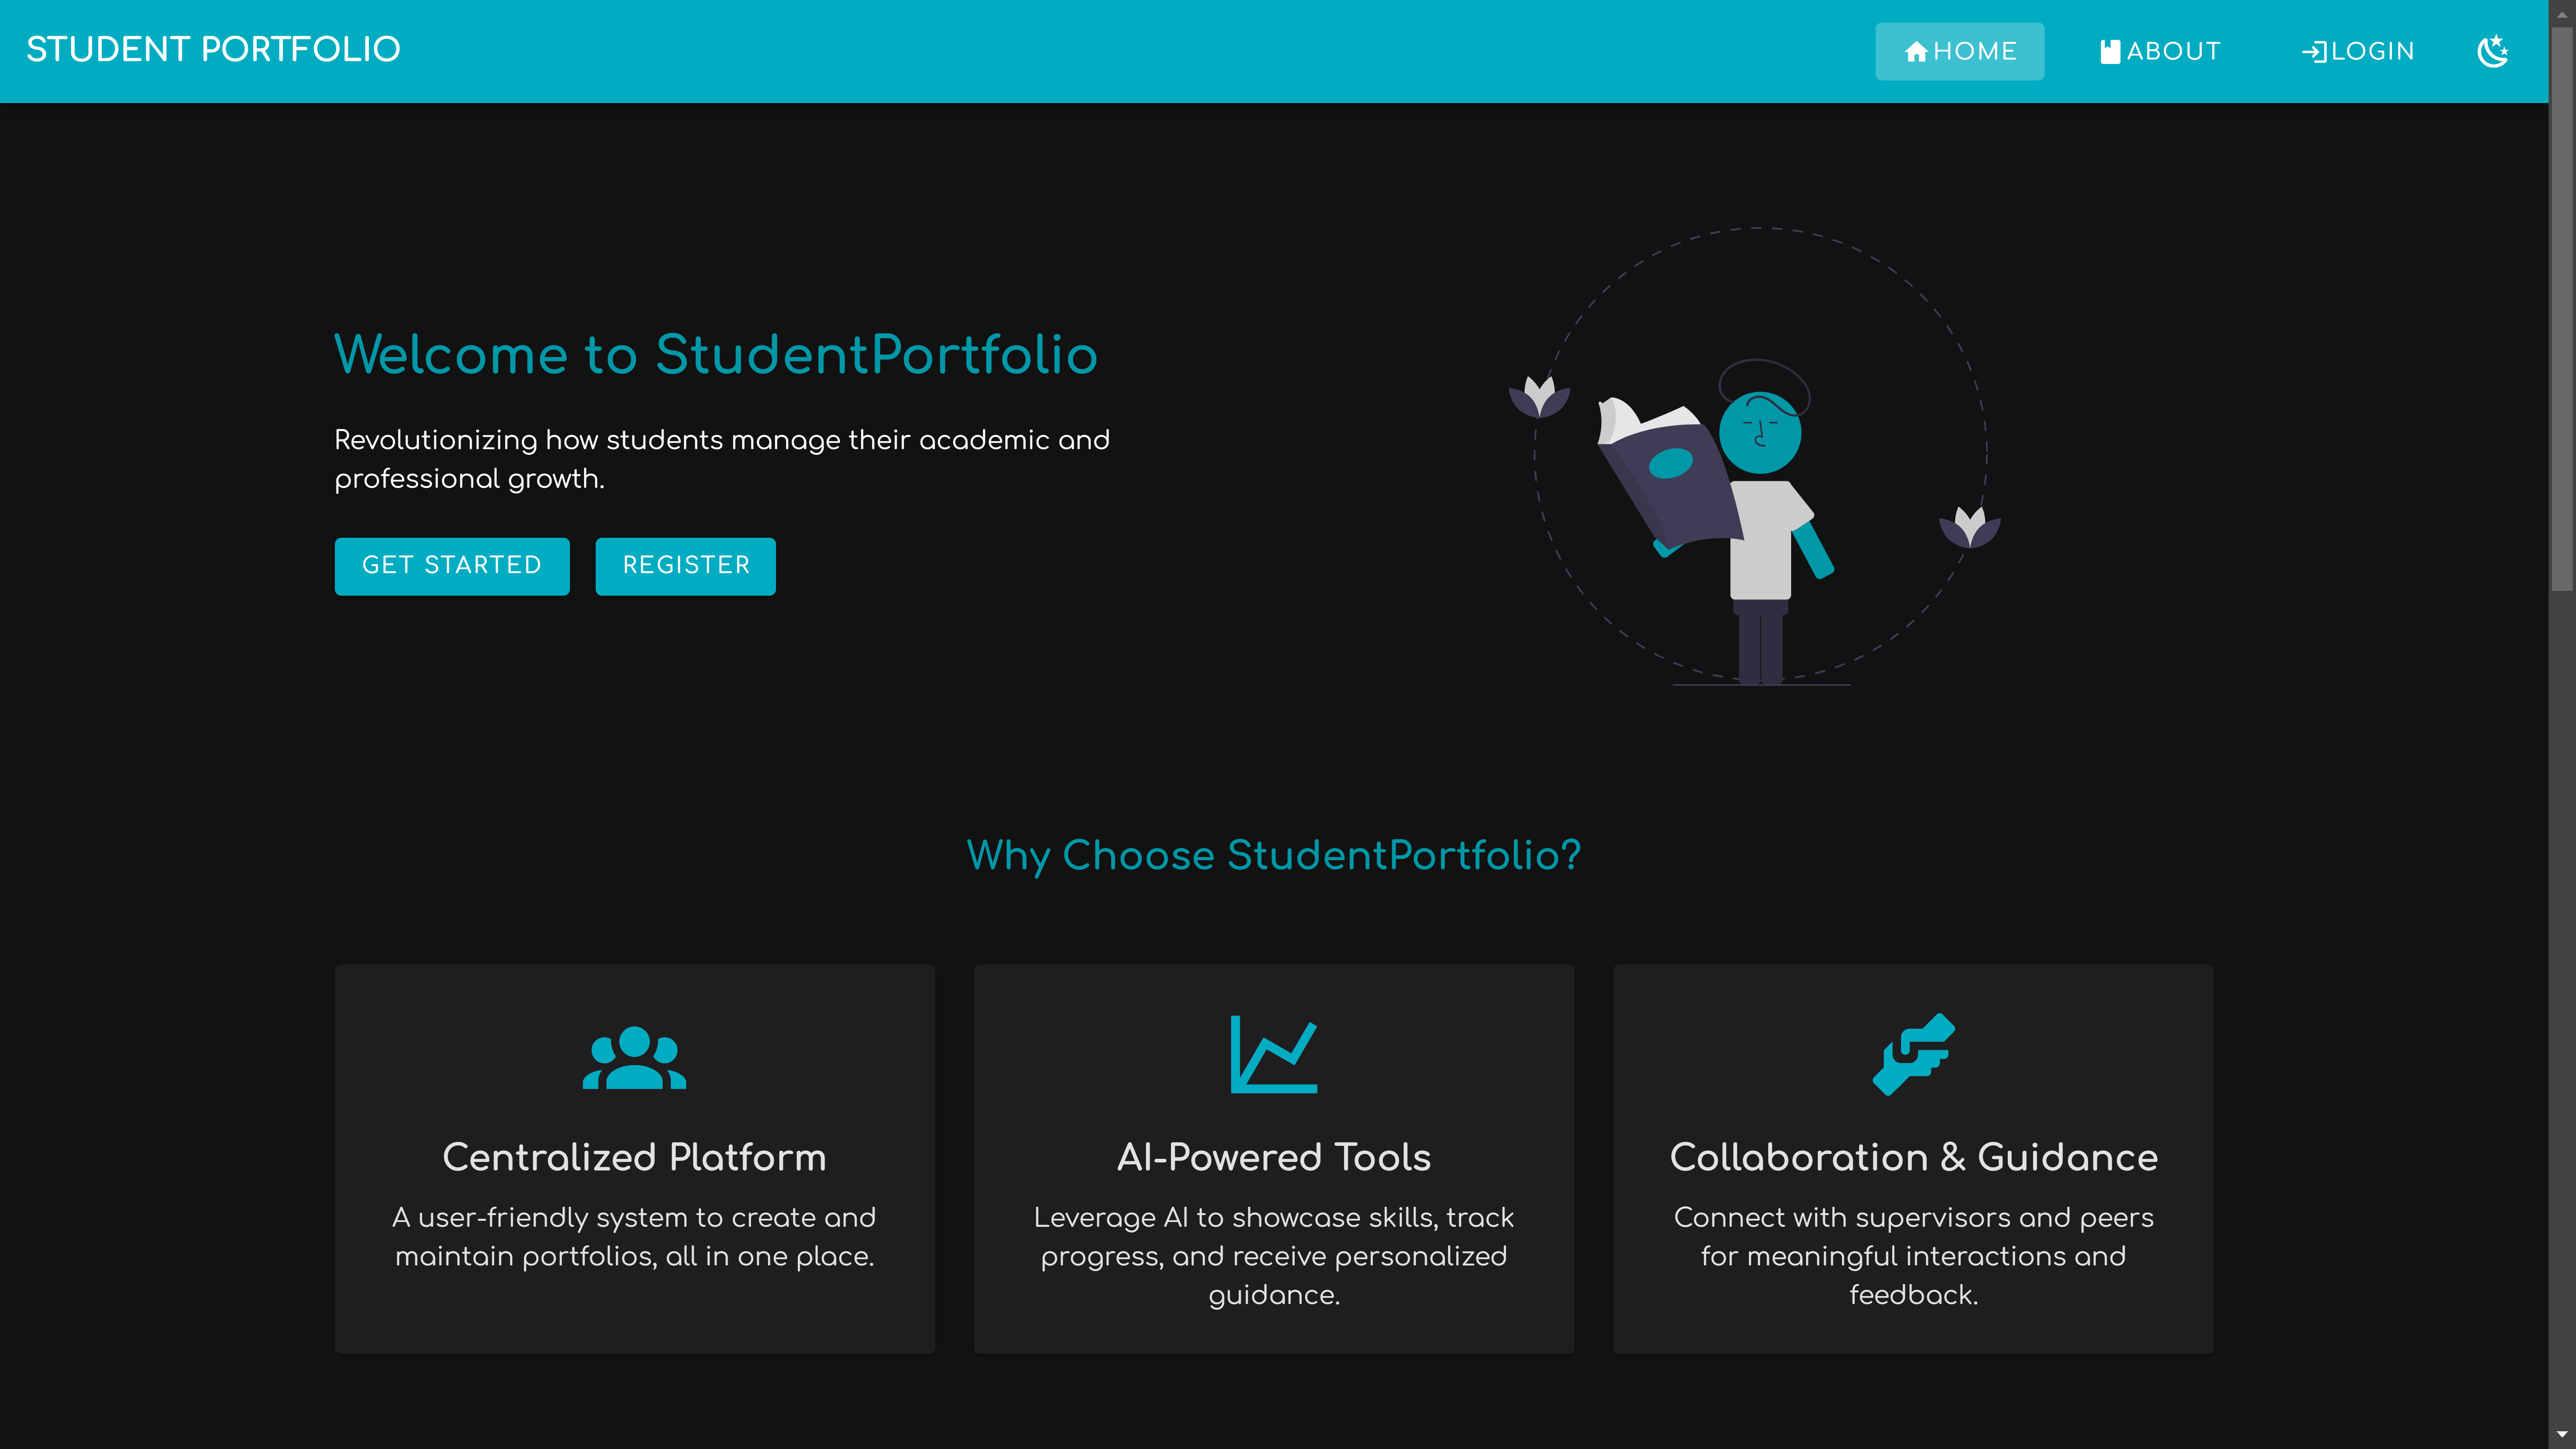 STUDENT PORTFOLIO
HOME
ABOUT
LOGIN
Welcome to StudentPortfolio
Revolutionizing how students manage their academic and
professional growth.
GET STARTED
REGISTER
Why Choose StudentPortfolio?
Centralized Platform
A user-friendly system to create and
maintain portfolios, all in one place.
AI-Powered Tools
Leverage AI to showcase skills, track
progress, and receive personalized
guidance.
Collaboration & Guidance
Connect with supervisors and peers
for meaningful interactions and
feedback.